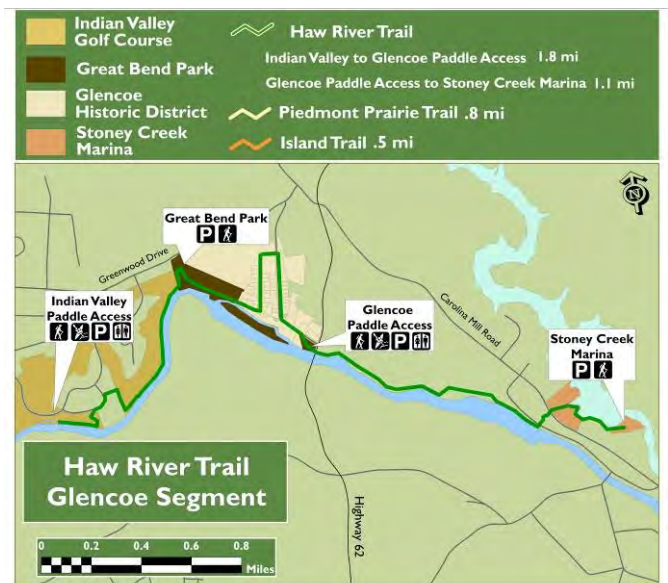 Indian Valley
Golf Course
Great Bend Park
Glencoe
Historic District
Stoney Creek
Marina
Haw River Trail
Indian Valley to Glencoe Paddle Access 1.8 mi
Glencoe Paddle Access to Stoney Creek Marina 1.1 mi
Piedmont Prairie Trail .8 mi
Island Trail .5 mi
N
Great Bend Park
P
Greenwood Drive
Indian Valley
Paddle Access
P
Glencoe
Paddle Access
P
Carolina Mill Road
Stoney Creek
Marina
P
Highway 62
Haw River Trail
Glencoe Segment
0 0.2 0.4 0.6 0.8
Miles